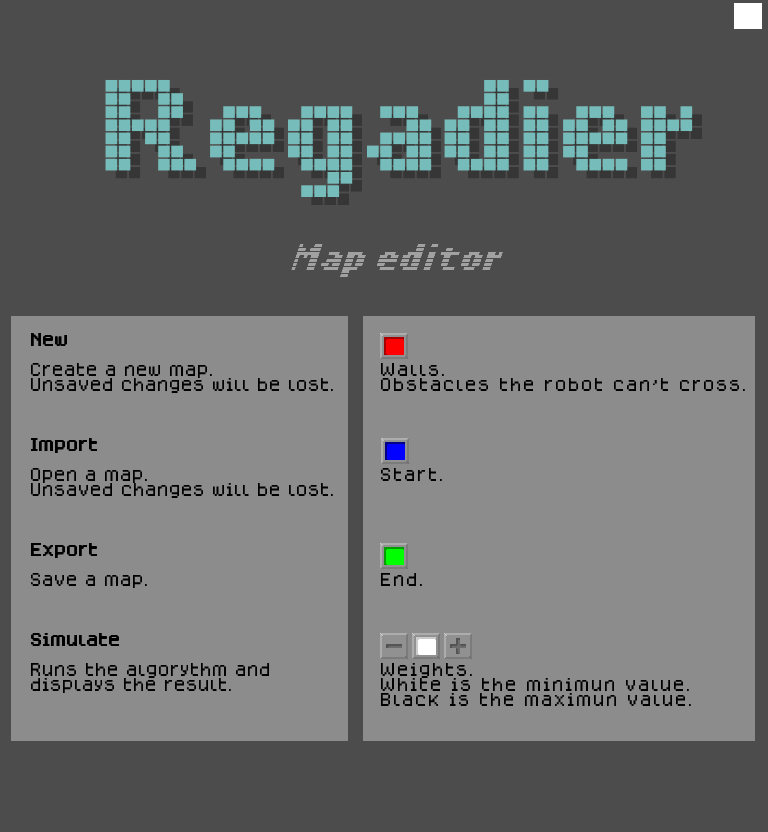 Regadier
Map editor
New
Create a new map.
Unsaved changes will be lost.
Import
Open a map.
Unsaved changes will be lost.
Export
Save a map.
Simulate
Runs the algorythm and
displays the result.
Walls.
Obstacles the robot can't cross.
Start.
End.
Weights.
White is the minimun value.
Black is the maximun value.